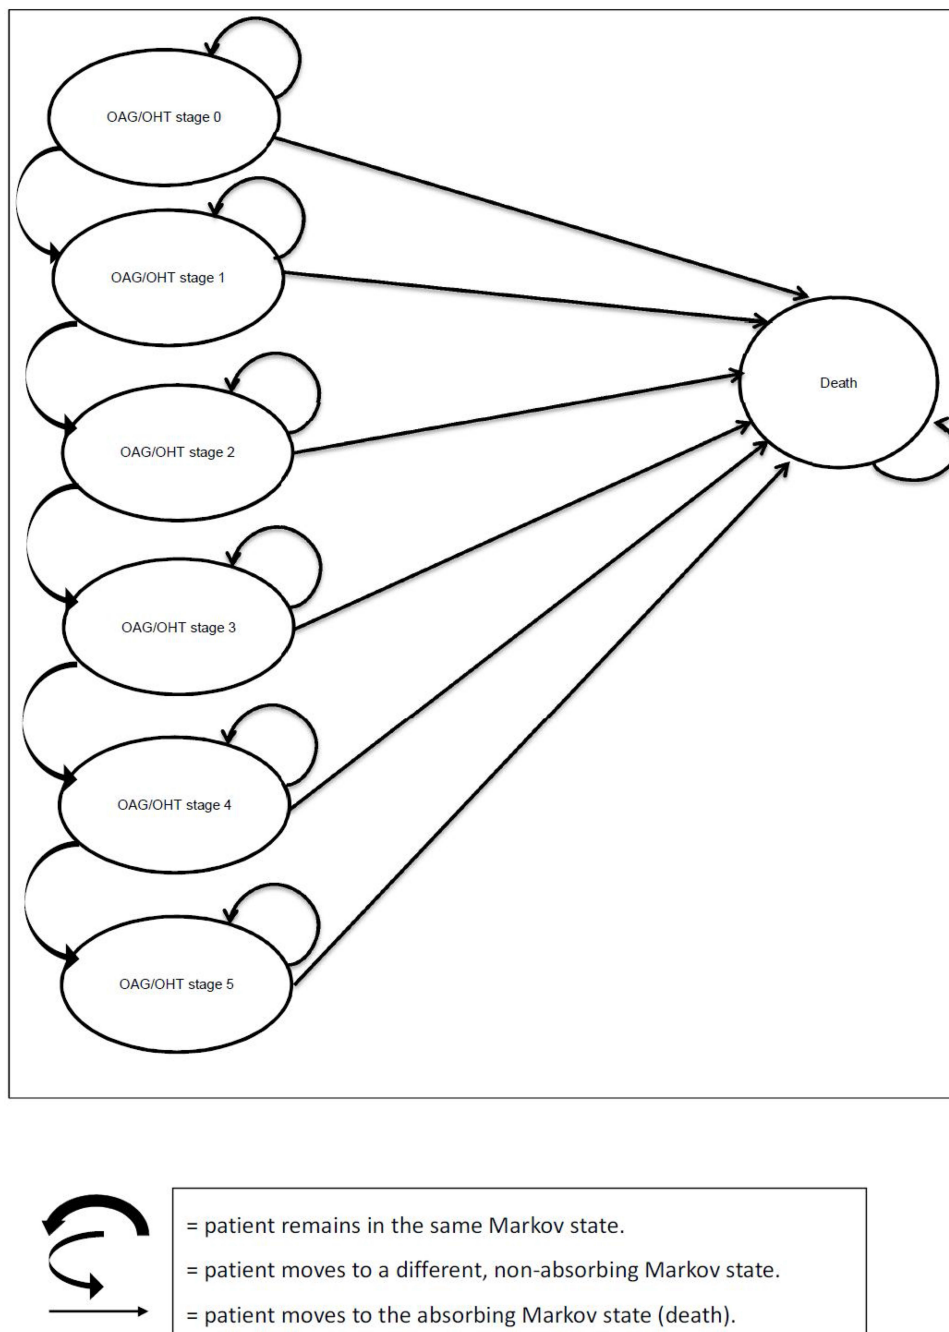 OAG/OHT stage 0
OAG/OHT stage 1
Death
OAG/OHT stage 2
OAG/OHT stage 3
OAG/OHT stage 4
OAG/OHT stage 5
= patient remains in the same Markov state.
= patient moves to a different, non-absorbing Markov state.
= patient moves to the absorbing Markov state (death).